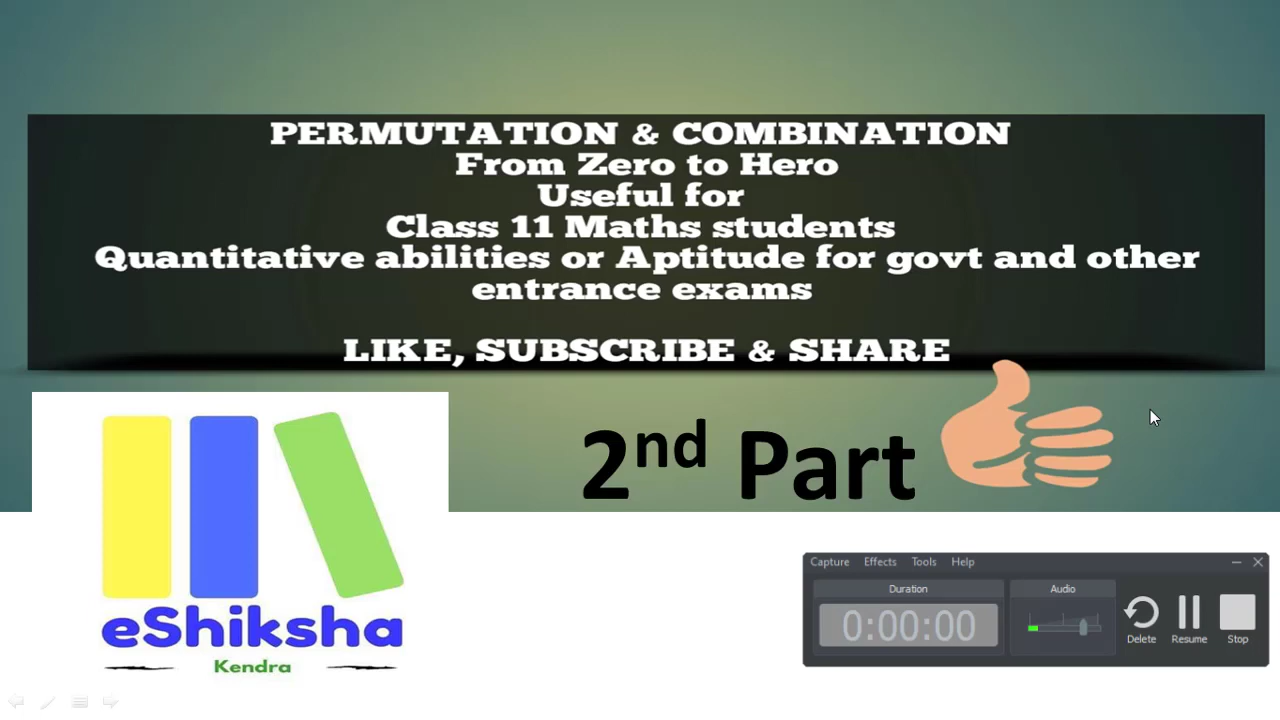 PERMUTATION & COMBINATION
From Zero to Hero
Useful for
Class 11 Maths students
Quantitative abilities or Aptitude for govt and other
entrance exams
LIKE, SUBSCRIBE & SHARE
2nd Part
eShiksha
Kendra
Capture Effects Tools Help
Duration Audio
0:00:00
Delete Resume Stop